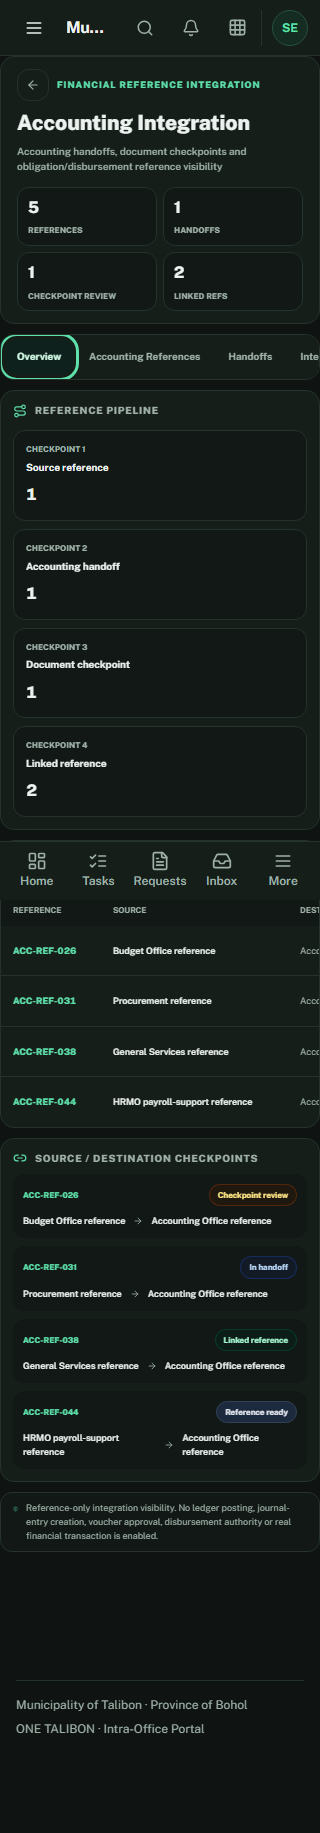 Mu...
SE
FINANCIAL REFERENCE INTEGRATION
Accounting Integration
Accounting handoffs, document checkpoints and
obligation/disbursement reference visibility
5
REFERENCES
1
HANDOFFS
1
CHECKPOINT REVIEW
2
LINKED REFS
Overview
Accounting References
Handoffs
Inte
REFERENCE PIPELINE
CHECKPOINT 1
Source reference
1
CHECKPOINT 2
Accounting handoff
1
CHECKPOINT 3
Document checkpoint
1
CHECKPOINT 4
Linked reference
2
Home
Tasks
Requests
Inbox
More
REFERENCE SOURCE DEST
ACC-REF-026 Budget Office reference Acco
ACC-REF-031 Procurement reference Acco
ACC-REF-038 General Services reference Acco
ACC-REF-044 HRMO payroll-support reference Acco
SOURCE / DESTINATION CHECKPOINTS
ACC-REF-026 Checkpoint review
Budget Office reference → Accounting Office reference
ACC-REF-031 In handoff
Procurement reference → Accounting Office reference
ACC-REF-038 Linked reference
General Services reference → Accounting Office reference
ACC-REF-044 Reference ready
HRMO payroll-support
reference
→
Accounting Office
reference
Reference-only integration visibility. No ledger posting, journal-
entry creation, voucher approval, disbursement authority or real
financial transaction is enabled.
Municipality of Talibon · Province of Bohol
ONE TALIBON · Intra-Office Portal